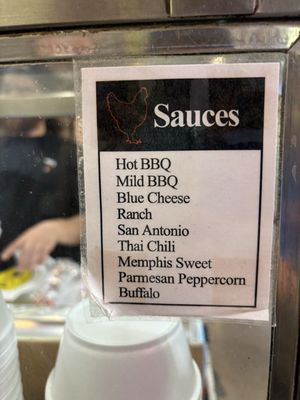 Sauces
Hot BBQ
Mild BBQ
Blue Cheese
Ranch
San Antonio
Thai Chili
Memphis Sweet
Parmesan Peppercorn
Buffalo